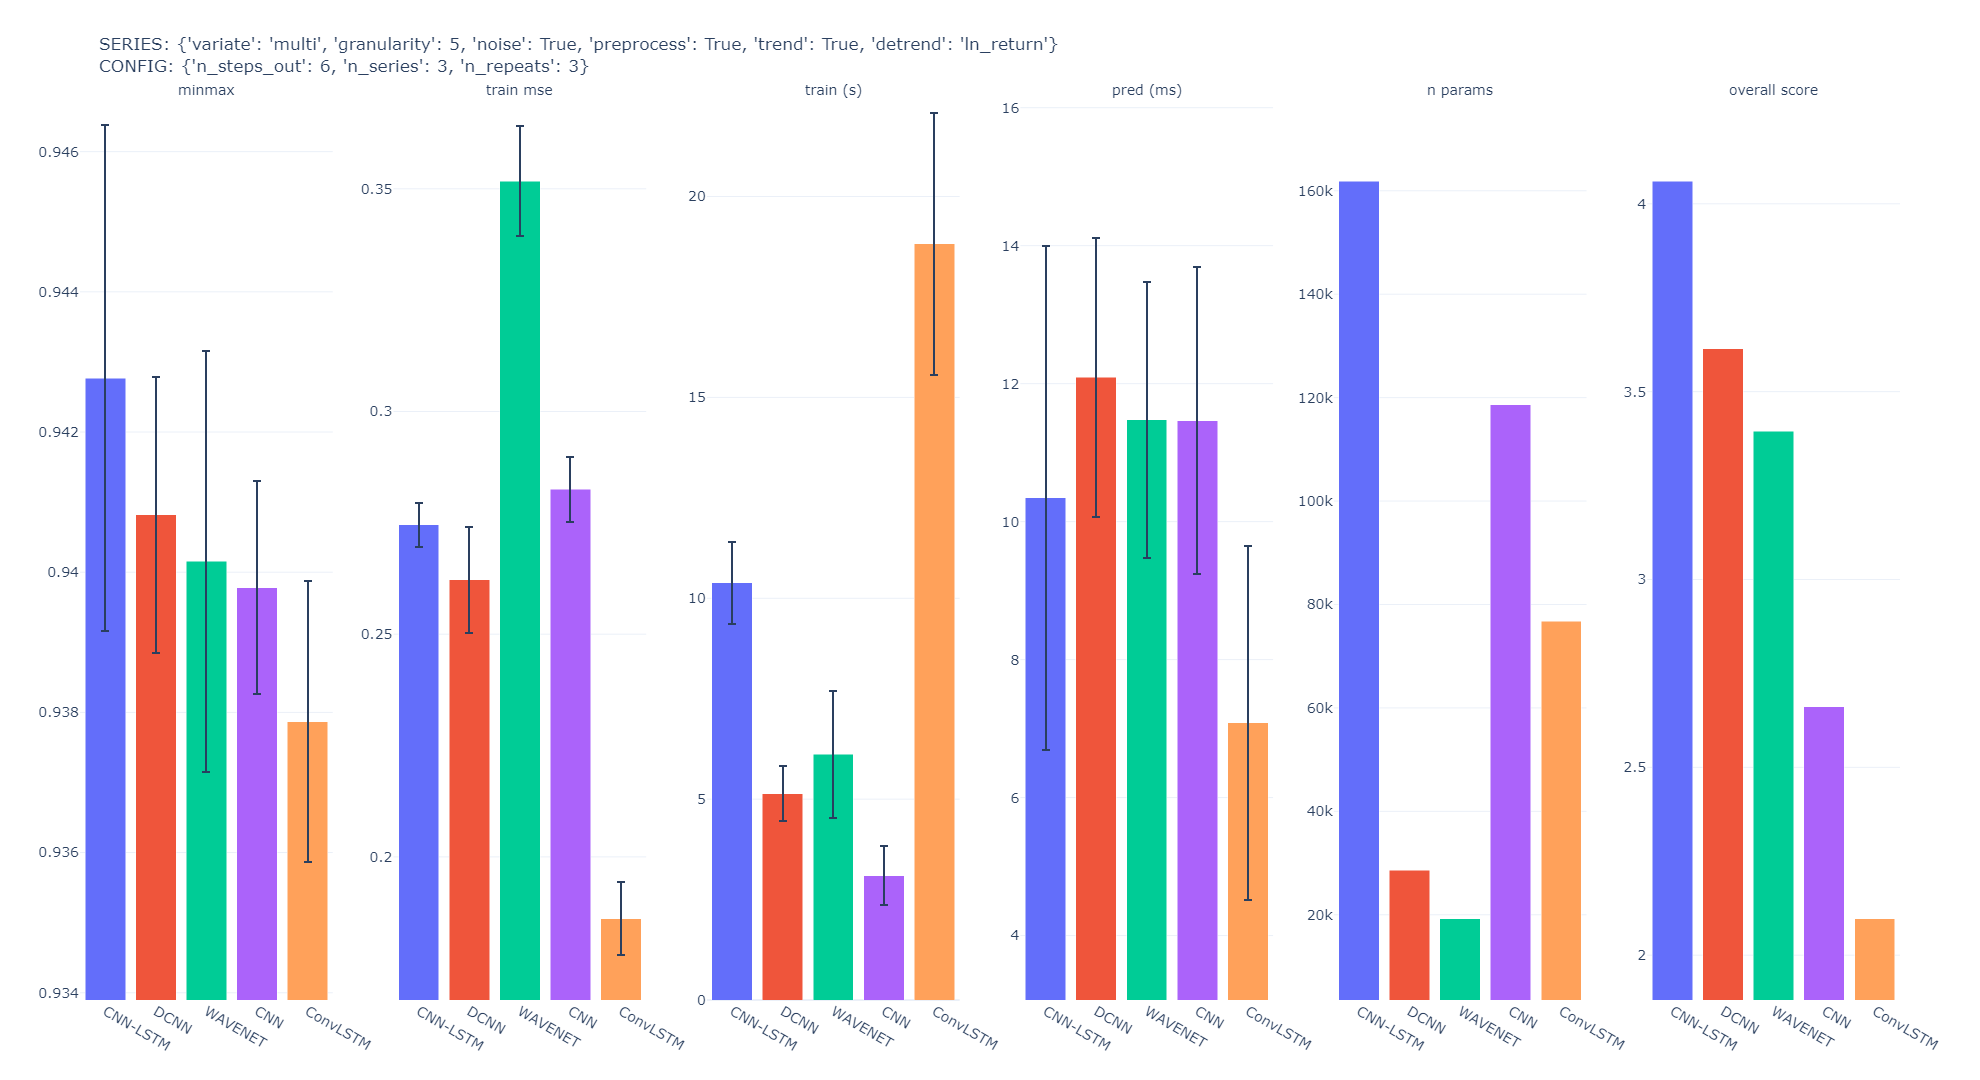 SERIES: {'variate': 'multi', 'granularity': 5, 'noise': True, 'preprocess': True, 'trend': True, 'detrend': 'ln_return'}
CONFIG: {'n_steps_out': 6, 'n_series': 3, 'n_repeats': 3}
minmax
0.946
0.944
0.942
0.94
0.938
0.936
0.934
CNN-LSTM
DCNN
WAVENET
CNN
ConvLSTM
train mse
0.35
0.3
0.25
0.2
CNN-LSTM
DCNN
WAVENET
CNN
ConvLSTM
train (s)
20
15
10
5
0
CNN-LSTM
DCNN
WAVENET
CNN
ConvLSTM
pred (ms)
16
14
12
10
8
6
4
CNN-LSTM
DCNN
WAVENET
CNN
ConvLSTM
n params
160k
140k
120k
100k
80k
60k
40k
20k
CNN-LSTM
DCNN
WAVENET
CNN
ConvLSTM
overall score
4
3.5
3
2.5
2
CNN-LSTM
DCNN
WAVENET
CNN
ConvLSTM